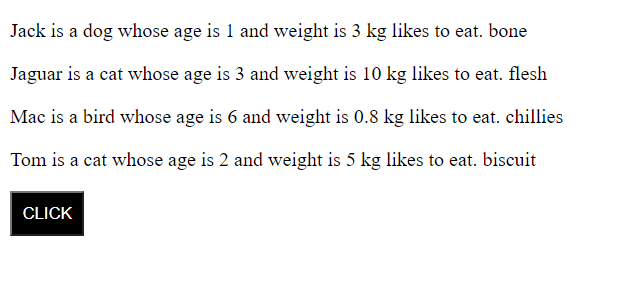 Jack is a dog whose age is 1 and weight is 3 kg likes to eat. bone
Jaguar is a cat whose age is 3 and weight is 10 kg likes to eat. flesh
Mac is a bird whose age is 6 and weight is 0.8 kg likes to eat. chillies
Tom is a cat whose age is 2 and weight is 5 kg likes to eat. biscuit
CLICK